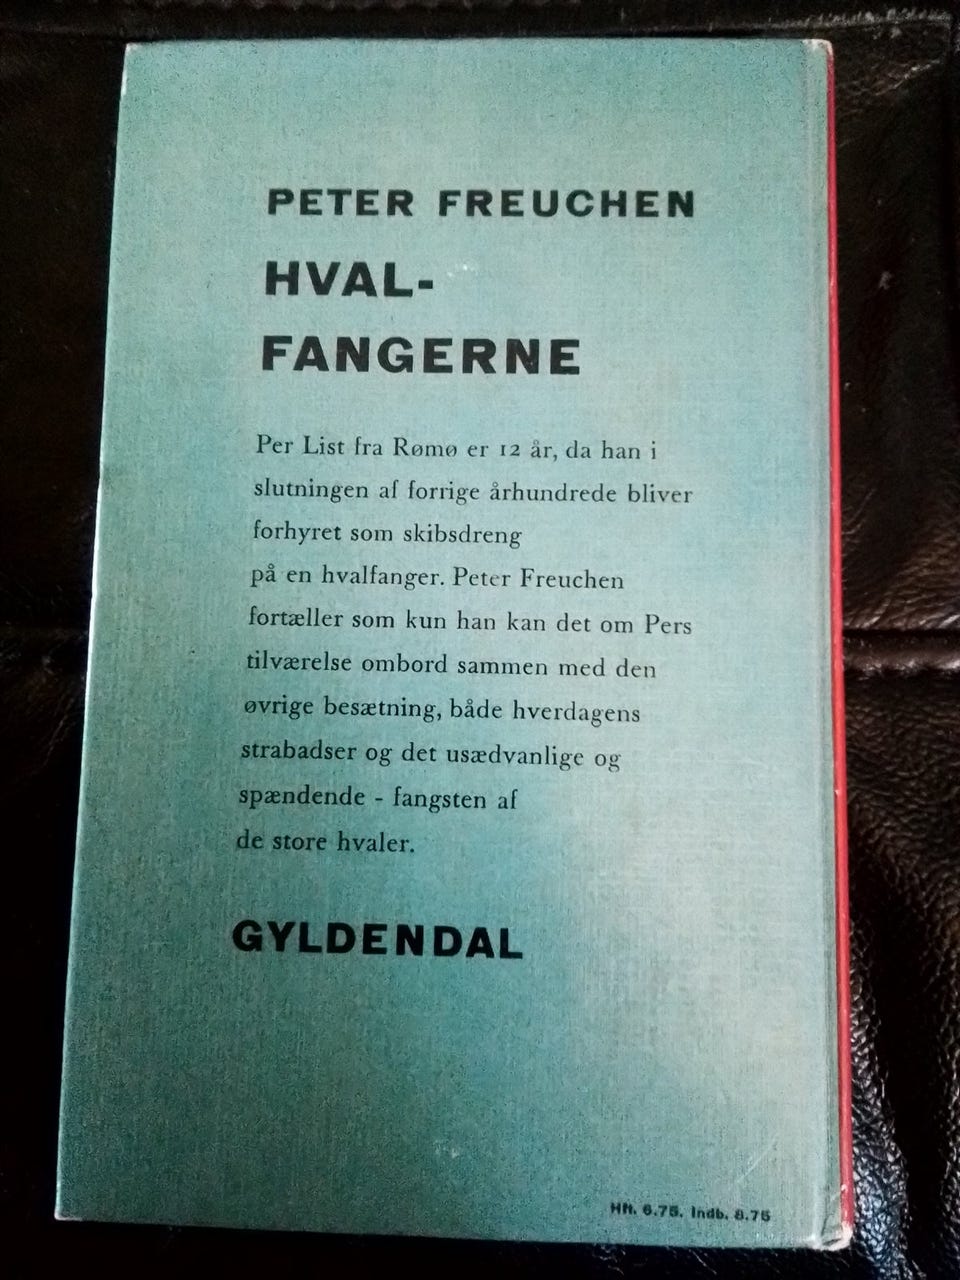 PETER FREUCHEN
HVAL-
FANGERNE
Per List fra Rømø er 12 år, da han i
slutningen af forrige århundrede bliver
forhyret som skibsdreng
på en hvalfanger. Peter Freuchen
fortæller som kun han kan det om Pers
tilværelse ombord sammen med den
øvrige besætning, både hverdagens
strabadser og det usædvanlige og
spændende - fangsten af
de store hvaler.
GYLDENDAL
Hft. 6.75. Indb. 8.75